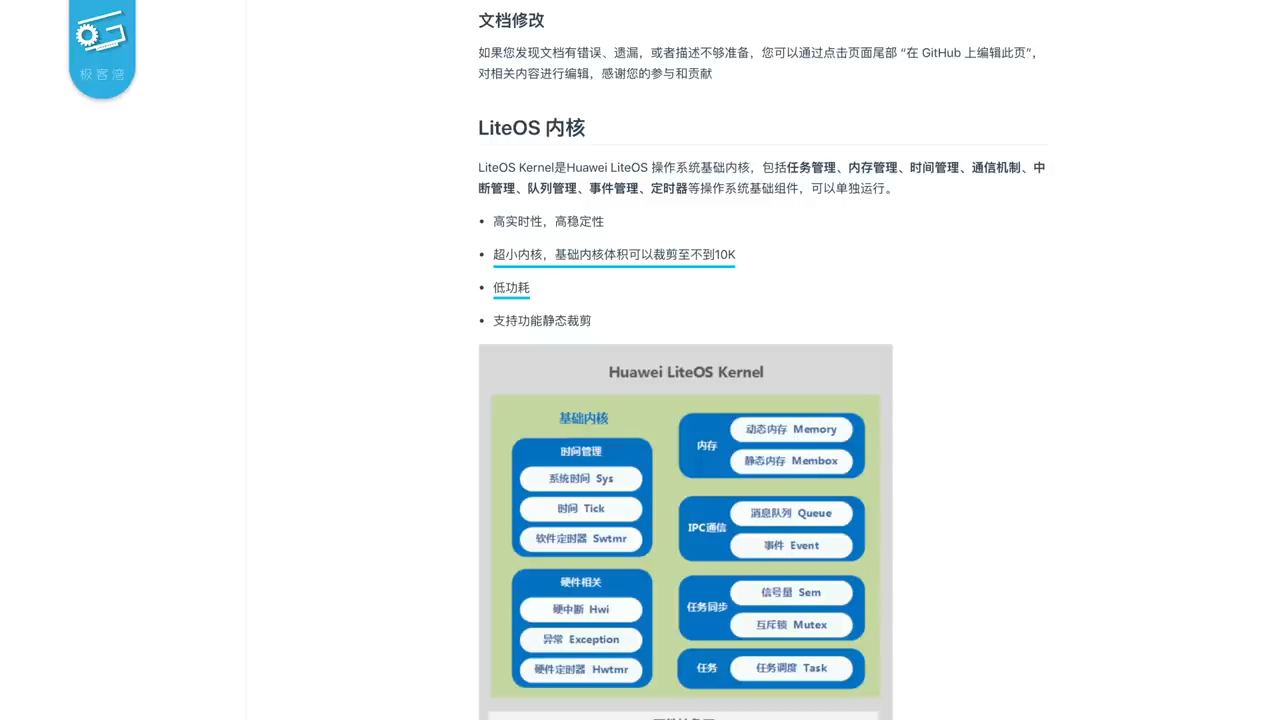 极客湾
文档修改
如果您发现文档有错误、遗漏，或者描述不够准备，您可以通过点击页面尾部 “在 GitHub 上编辑此页”，
对相关内容进行编辑，感谢您的参与和贡献
LiteOS 内核
LiteOS Kernel是Huawei LiteOS 操作系统基础内核，包括任务管理、内存管理、时间管理、通信机制、中
断管理、队列管理、事件管理、定时器等操作系统基础组件，可以单独运行。
• 高实时性，高稳定性
• 超小内核，基础内核体积可以裁剪至不到10K
• 低功耗
• 支持功能静态裁剪
Huawei LiteOS Kernel
基础内核
时间管理
系统时间 Sys
时间 Tick
软件定时器 Swtmr
硬件相关
硬中断 Hwi
异常 Exception
硬件定时器 Hwtmr
内存
动态内存 Memory
静态内存 Membox
IPC通信
消息队列 Queue
事件 Event
任务同步
信号量 Sem
互斥锁 Mutex
任务
任务调度 Task